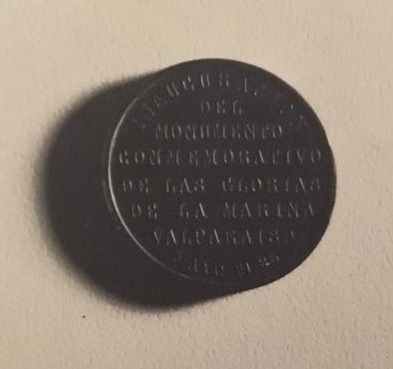 INAUGURACION
DEL
MONUMENTO
CONMEMORATIVO
DE LAS GLORIAS
DE LA MARINA
VALPARAISO
MAYO 21